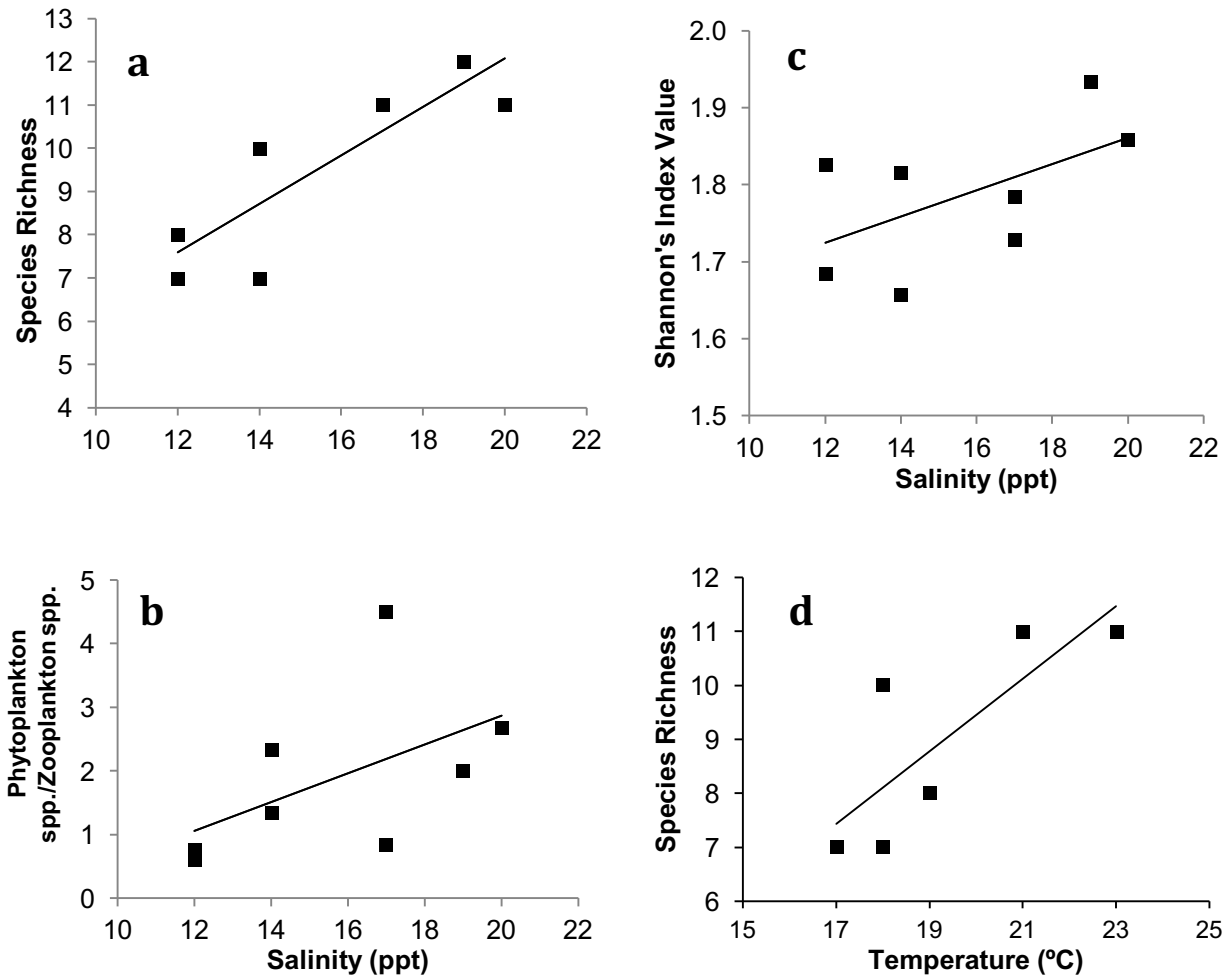 a
Species Richness
13
12
11
10
9
8
7
6
5
4
10 12 14 16 18 20 22
c
Shannon's Index Value
2.0
1.9
1.8
1.7
1.6
1.5
10 12 14 16 18 20 22
Salinity (ppt)
b
Phytoplankton
spp./Zooplankton spp.
5
4
3
2
1
0
10 12 14 16 18 20 22
Salinity (ppt)
d
Species Richness
12
11
10
9
8
7
6
15 17 19 21 23 25
Temperature (ºC)